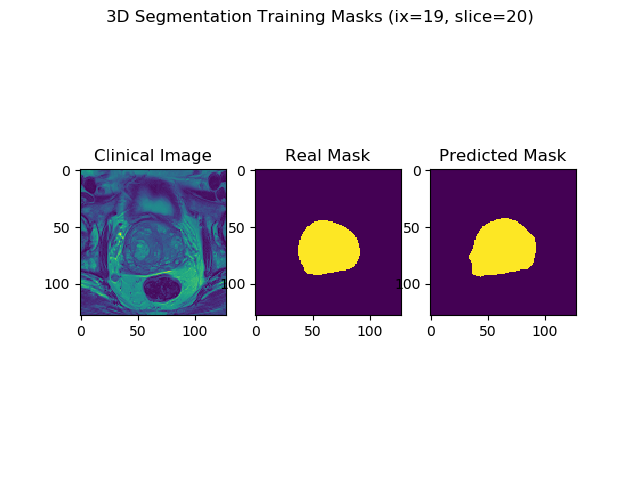 3D Segmentation Training Masks (ix=19, slice=20)
Clinical Image Real Mask Predicted Mask
0 0 0
50 50 50
100 100 100
0 50 100 0 50 100 0 50 100